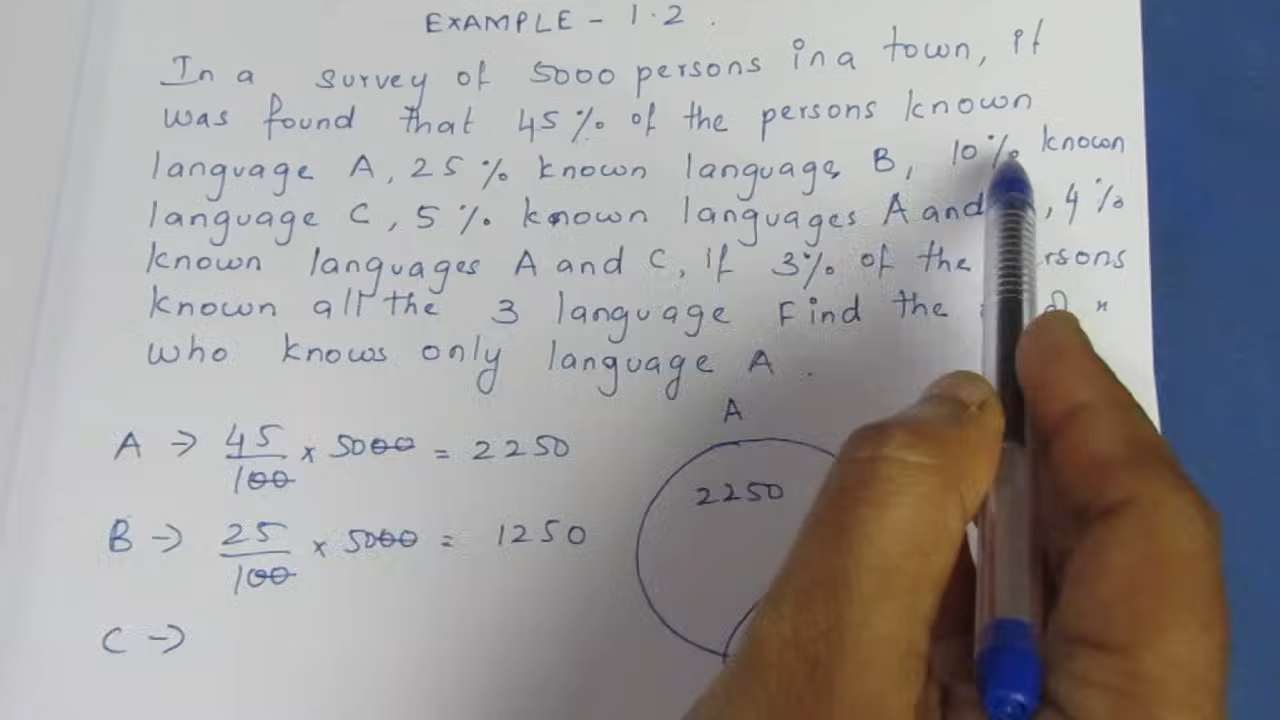 EXAMPLE - 1.2 .
In a survey of 5000 persons in a town, it
was found that 45% of the persons known
language A, 25% known language B, 10% known
language C, 5% known languages A and , 4%
known languages A and C, if 3% of the
known all the 3 language Find the
who knows only language A .
A
A → 45/100 × 5000 = 2250
2250
B → 25/100 × 5000 = 1250
C →